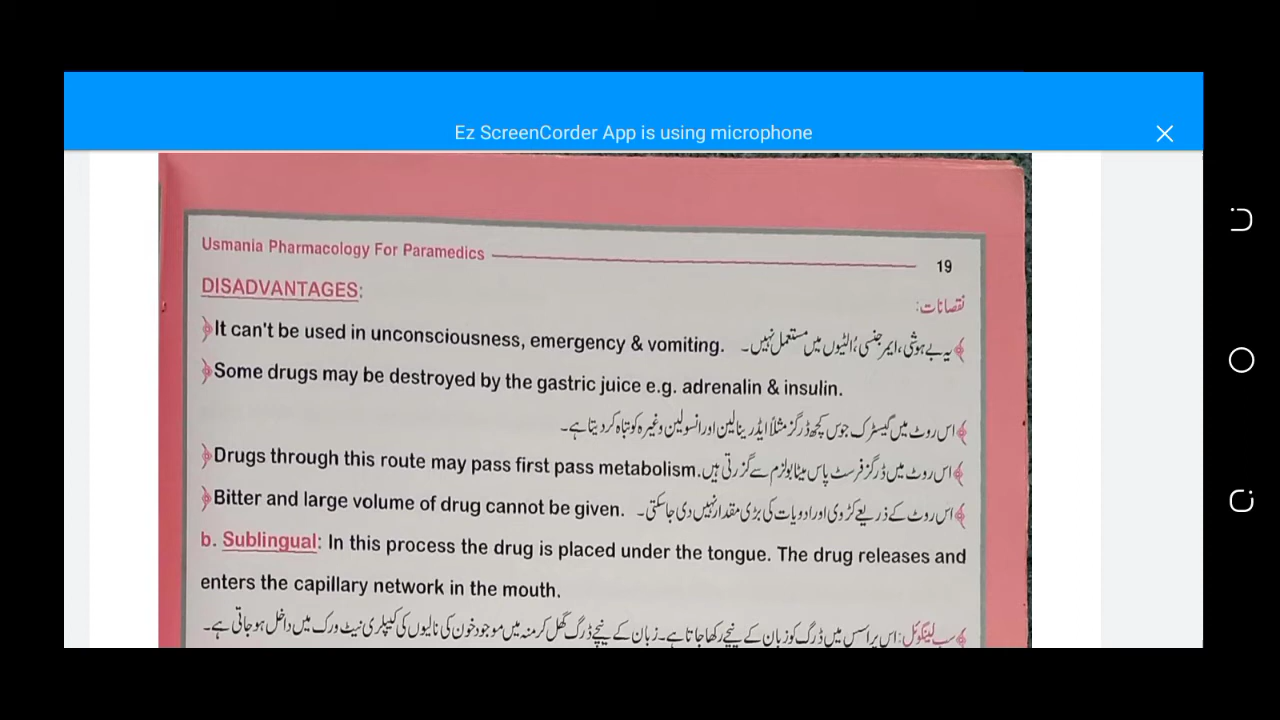 Ez ScreenCorder App is using microphone
Usmania Pharmacology For Paramedics 19
DISADVANTAGES:
نقصانات:
It can't be used in unconsciousness, emergency & vomiting. یہ بے ہوشی، ایمرجنسی، اُلٹیوں میں مستعمل نہیں۔
Some drugs may be destroyed by the gastric juice e.g. adrenalin & insulin.
اس روٹ میں گیسٹرک جوس کچھ ڈرگز مثلاً ایڈرینالین اور انسولین وغیرہ کو تباہ کر دیتا ہے۔
Drugs through this route may pass first pass metabolism. اس روٹ میں ڈرگز فرسٹ پاس میٹابولزم سے گزرتی ہیں
Bitter and large volume of drug cannot be given. اس روٹ کے ذریعے کڑوی اور ادویات کی بڑی مقدار نہیں دی جا سکتی۔
b. Sublingual: In this process the drug is placed under the tongue. The drug releases and
enters the capillary network in the mouth.
سب لینگوئل: اس پراسس میں ڈرگ کو زبان کے نیچے رکھا جاتا ہے۔ زبان کے نیچے ڈرگ گھل کر منہ میں موجود خون کی نالیوں کی کیپلری نیٹ ورک میں داخل ہو جاتی ہے۔